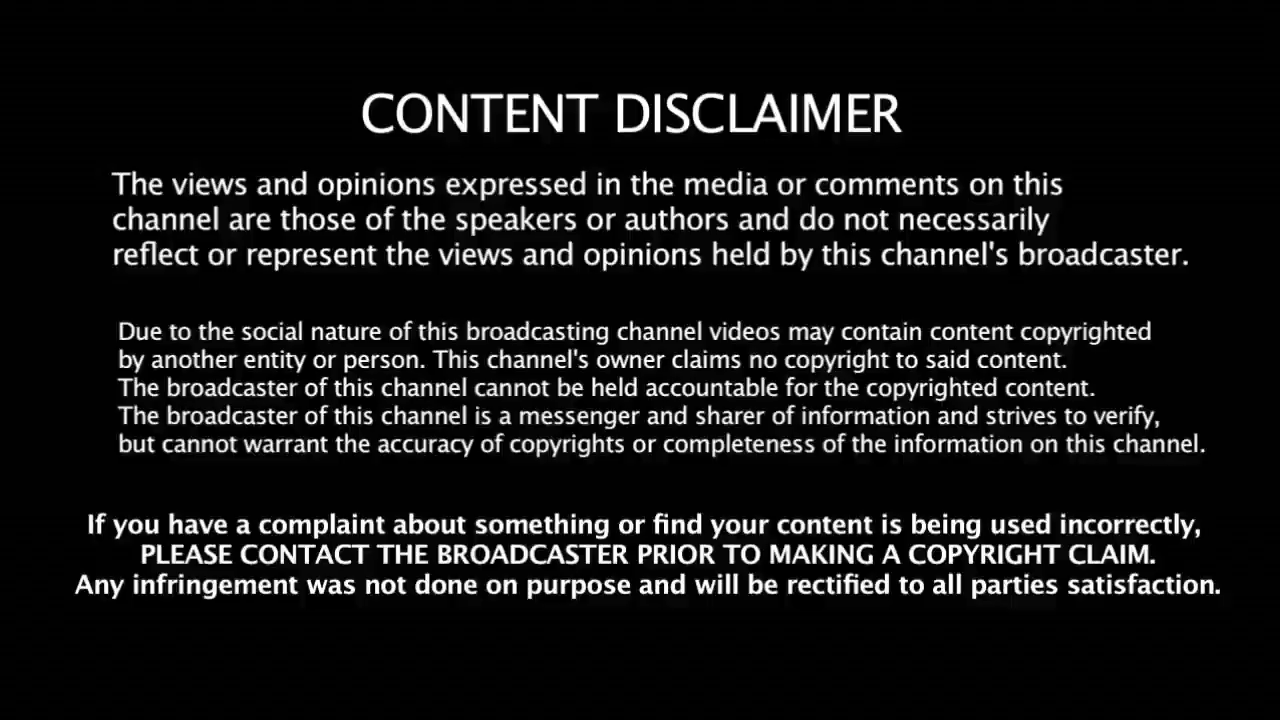 CONTENT DISCLAIMER
The views and opinions expressed in the media or comments on this
channel are those of the speakers or authors and do not necessarily
reflect or represent the views and opinions held by this channel's broadcaster.
Due to the social nature of this broadcasting channel videos may contain content copyrighted
by another entity or person. This channel's owner claims no copyright to said content.
The broadcaster of this channel cannot be held accountable for the copyrighted content.
The broadcaster of this channel is a messenger and sharer of information and strives to verify,
but cannot warrant the accuracy of copyrights or completeness of the information on this channel.
If you have a complaint about something or find your content is being used incorrectly,
PLEASE CONTACT THE BROADCASTER PRIOR TO MAKING A COPYRIGHT CLAIM.
Any infringement was not done on purpose and will be rectified to all parties satisfaction.